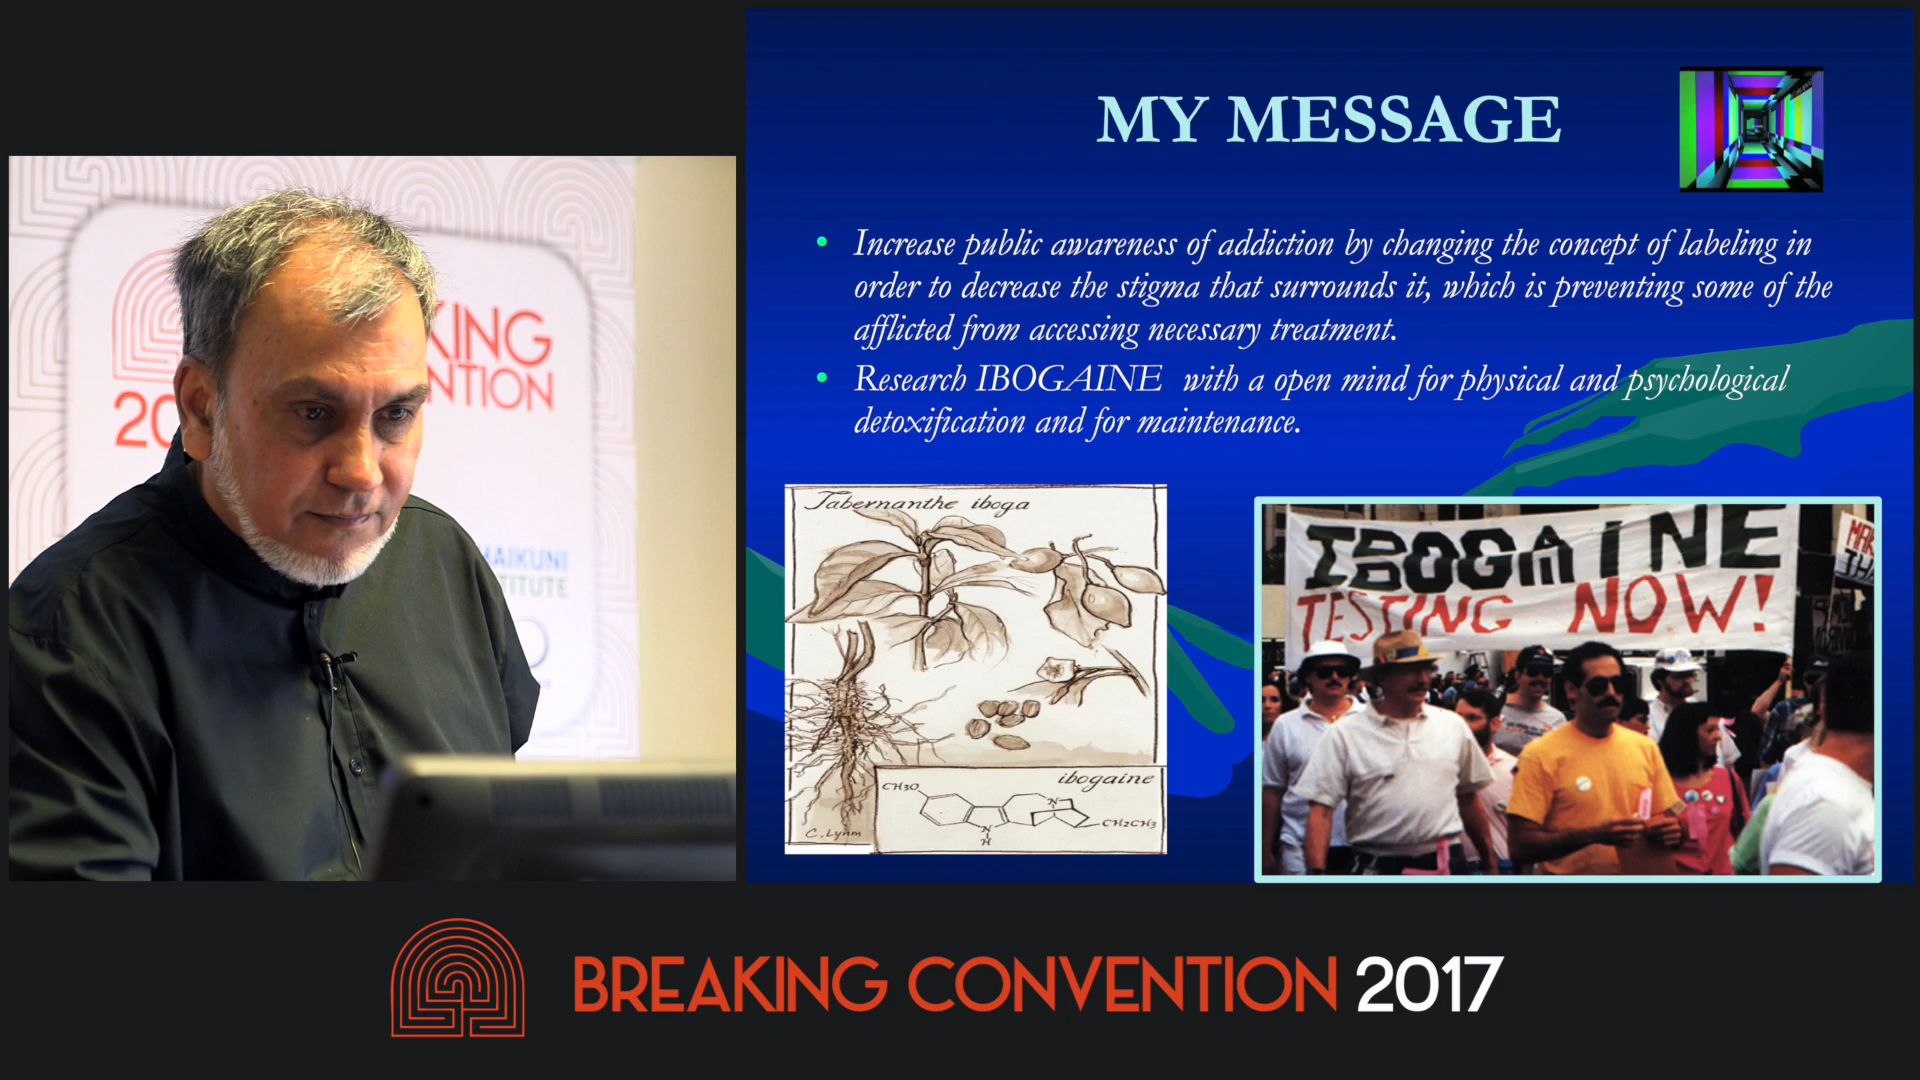 MY MESSAGE
• Increase public awareness of addiction by changing the concept of labeling in
order to decrease the stigma that surrounds it, which is preventing some of the
afflicted from accessing necessary treatment.
• Research IBOGAINE with a open mind for physical and psychological
detoxification and for maintenance.
Tabernanthe iboga
ibogaine
CH3O
N
N
H
CH2CH3
C. Lynm
IBOGAINE
TESTING NOW!
KING
NTION
20
HAIKUNI
TITUTE
BREAKING CONVENTION 2017